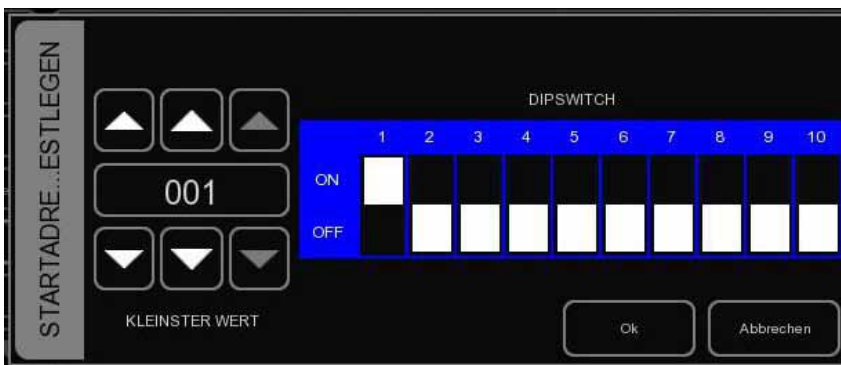 STARTADRE...ESTLEGEN
DIPSWITCH
1 2 3 4 5 6 7 8 9 10
ON
001
OFF
KLEINSTER WERT
Ok
Abbrechen